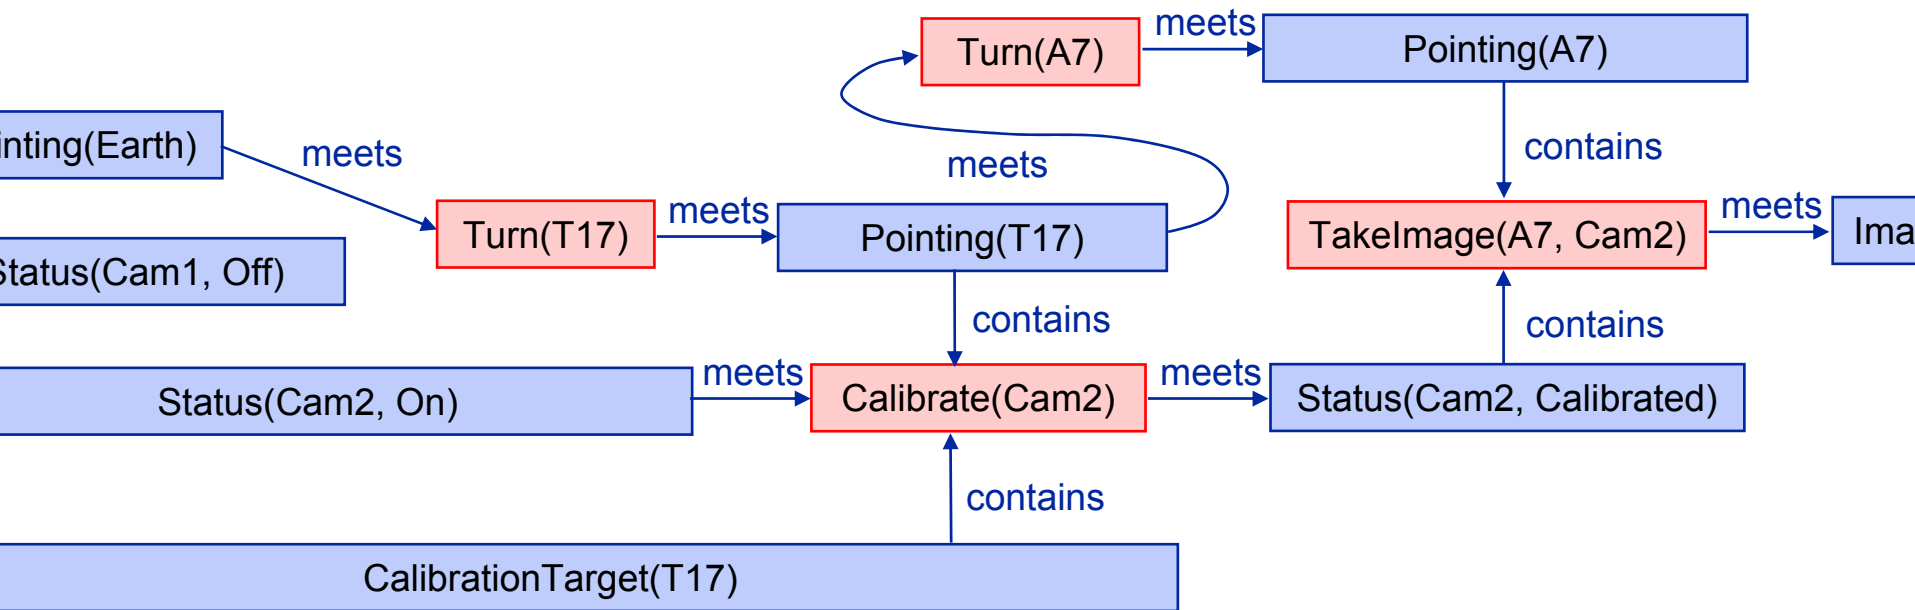 meets
Turn(A7)
Pointing(A7)
inting(Earth)
meets
meets
contains
Turn(T17)
meets
Pointing(T17)
TakeImage(A7, Cam2)
meets
Ima
Status(Cam1, Off)
contains
contains
Status(Cam2, On)
meets
Calibrate(Cam2)
meets
Status(Cam2, Calibrated)
contains
CalibrationTarget(T17)